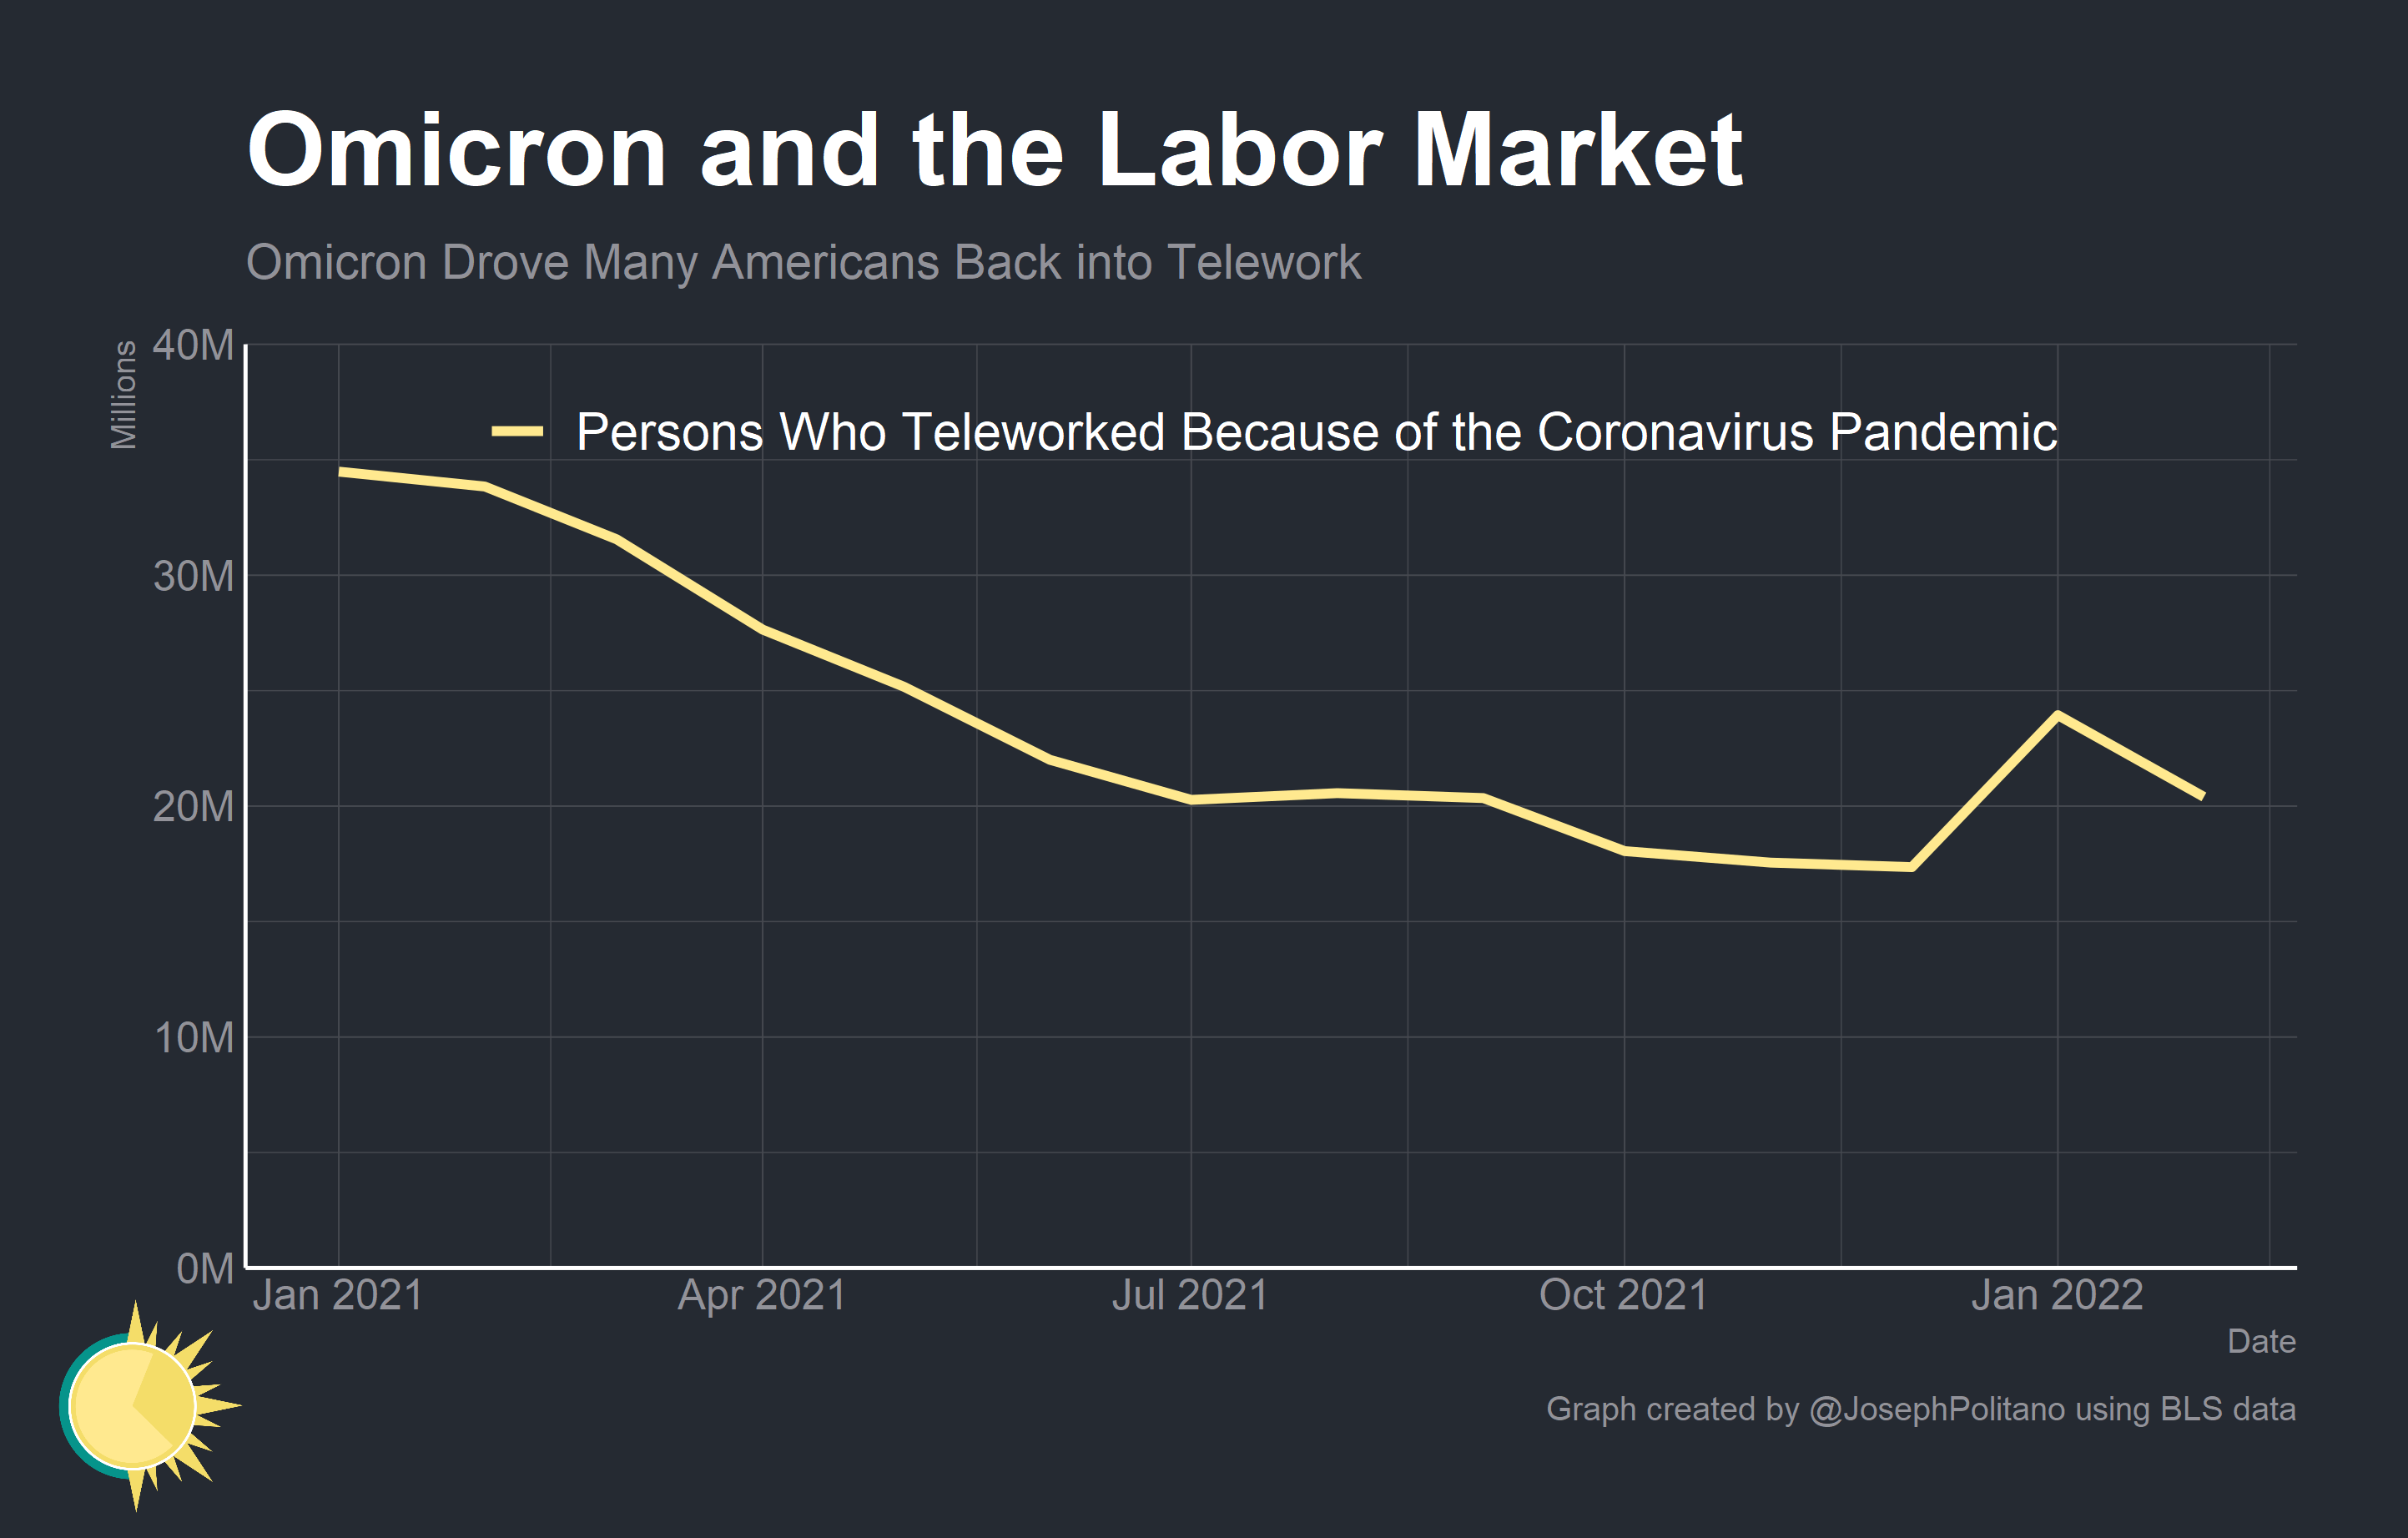 Omicron and the Labor Market
Omicron Drove Many Americans Back into Telework
Millions
40M
Persons Who Teleworked Because of the Coronavirus Pandemic
30M
20M
10M
0M
Jan 2021
Apr 2021
Jul 2021
Oct 2021
Jan 2022
Date
Graph created by @JosephPolitano using BLS data